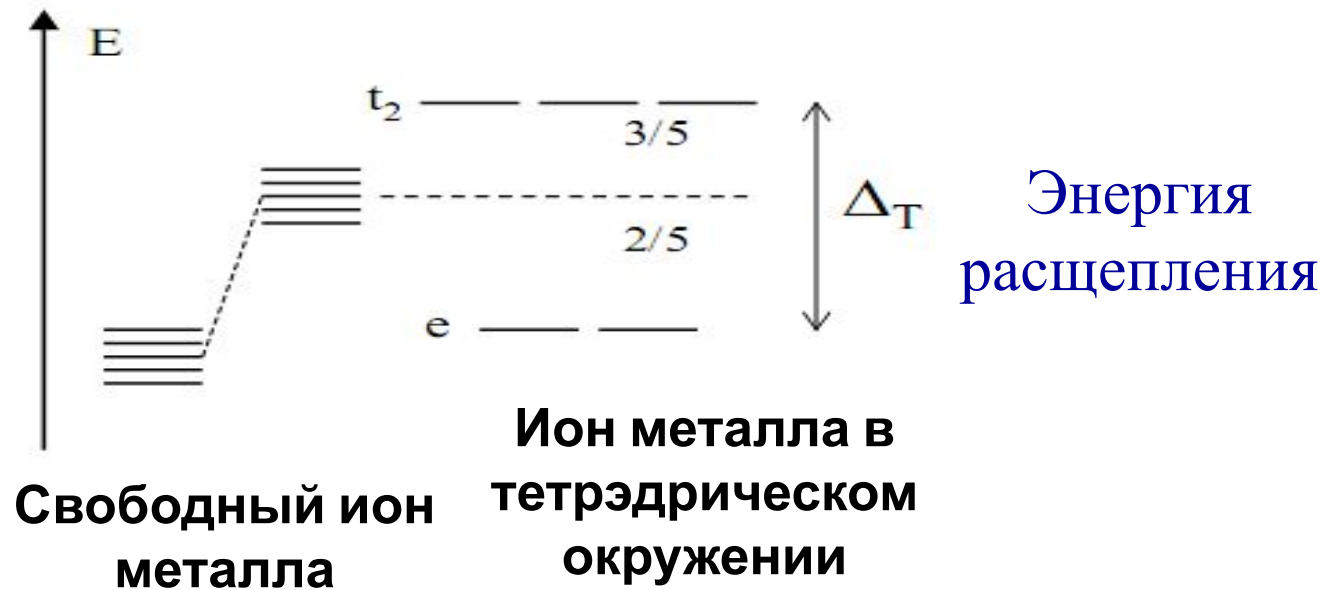 E
t₂
3/5
2/5
Δ_T
e
Энергия
расщепления
Ион металла в
тетрэдрическом
окружении
Свободный ион
металла